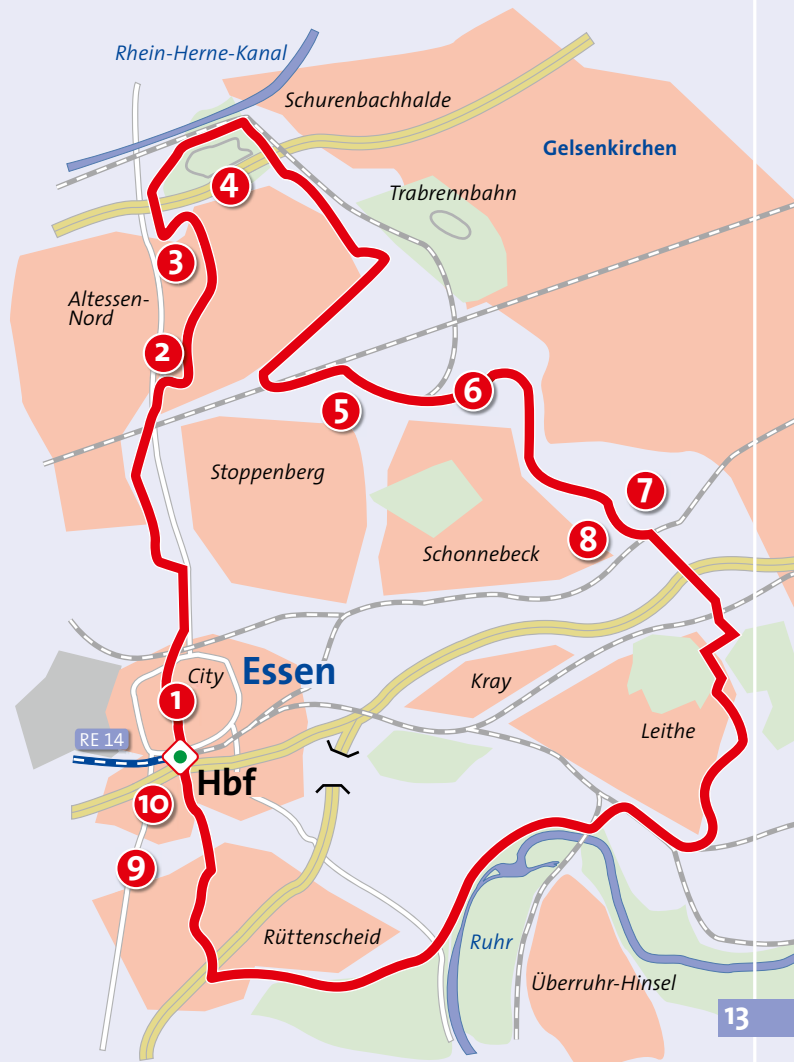 Rhein-Herne-Kanal
Schurenbachhalde
Gelsenkirchen
4
Trabrennbahn
3
Altessen-
Nord
2
6
5
Stoppenberg
7
8
Schonnebeck
City
Essen
1
Kray
Leithe
RE 14
Hbf
10
9
Rüttenscheid
Ruhr
Überruhr-Hinsel
13